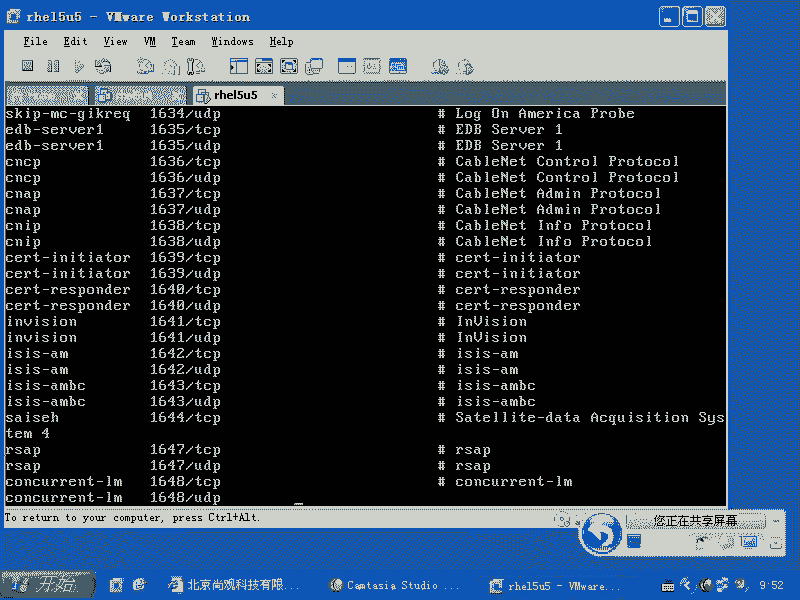 rhel5u5 - VMware Workstation
File Edit View VM Team Windows Help
rhel5u5
skip-mc-gikreq 1634/udp # Log On America Probe
edb-server1 1635/tcp # EDB Server 1
edb-server1 1635/udp # EDB Server 1
cncp 1636/tcp # CableNet Control Protocol
cncp 1636/udp # CableNet Control Protocol
cnap 1637/tcp # CableNet Admin Protocol
cnap 1637/udp # CableNet Admin Protocol
cnip 1638/tcp # CableNet Info Protocol
cnip 1638/udp # CableNet Info Protocol
cert-initiator 1639/tcp # cert-initiator
cert-initiator 1639/udp # cert-initiator
cert-responder 1640/tcp # cert-responder
cert-responder 1640/udp # cert-responder
invision 1641/tcp # InVision
invision 1641/udp # InVision
isis-am 1642/tcp # isis-am
isis-am 1642/udp # isis-am
isis-ambc 1643/tcp # isis-ambc
isis-ambc 1643/udp # isis-ambc
saiseh 1644/tcp # Satellite-data Acquisition Sys
tem 4
rsap 1647/tcp # rsap
rsap 1647/udp # rsap
concurrent-lm 1648/tcp # concurrent-lm
concurrent-lm 1648/udp
To return to your computer, press Ctrl+Alt.
您正在共享屏幕
开始 北京尚观科技有限... Camtasia Studio ... rhel5u5 - VMware... 9:52